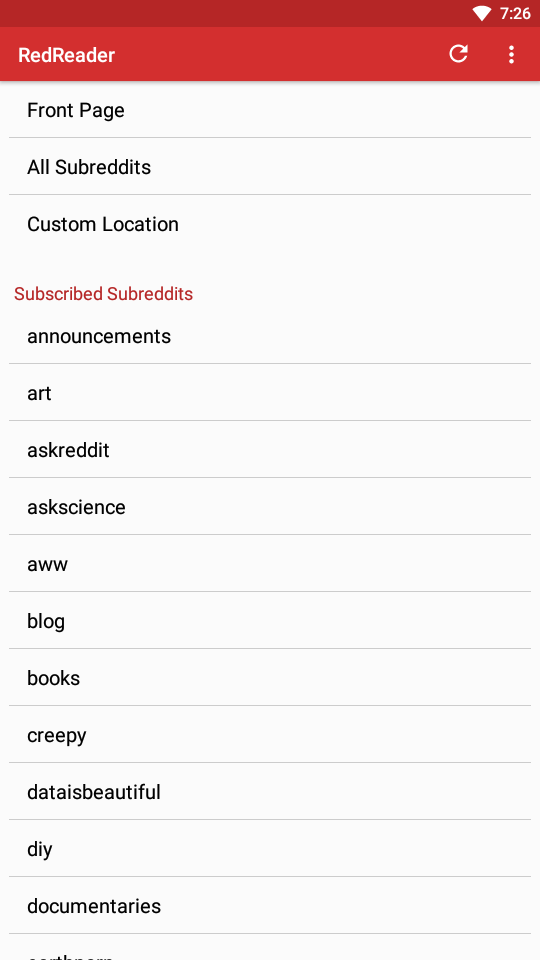 7:26
RedReader
Front Page
All Subreddits
Custom Location
Subscribed Subreddits
announcements
art
askreddit
askscience
aww
blog
books
creepy
dataisbeautiful
diy
documentaries